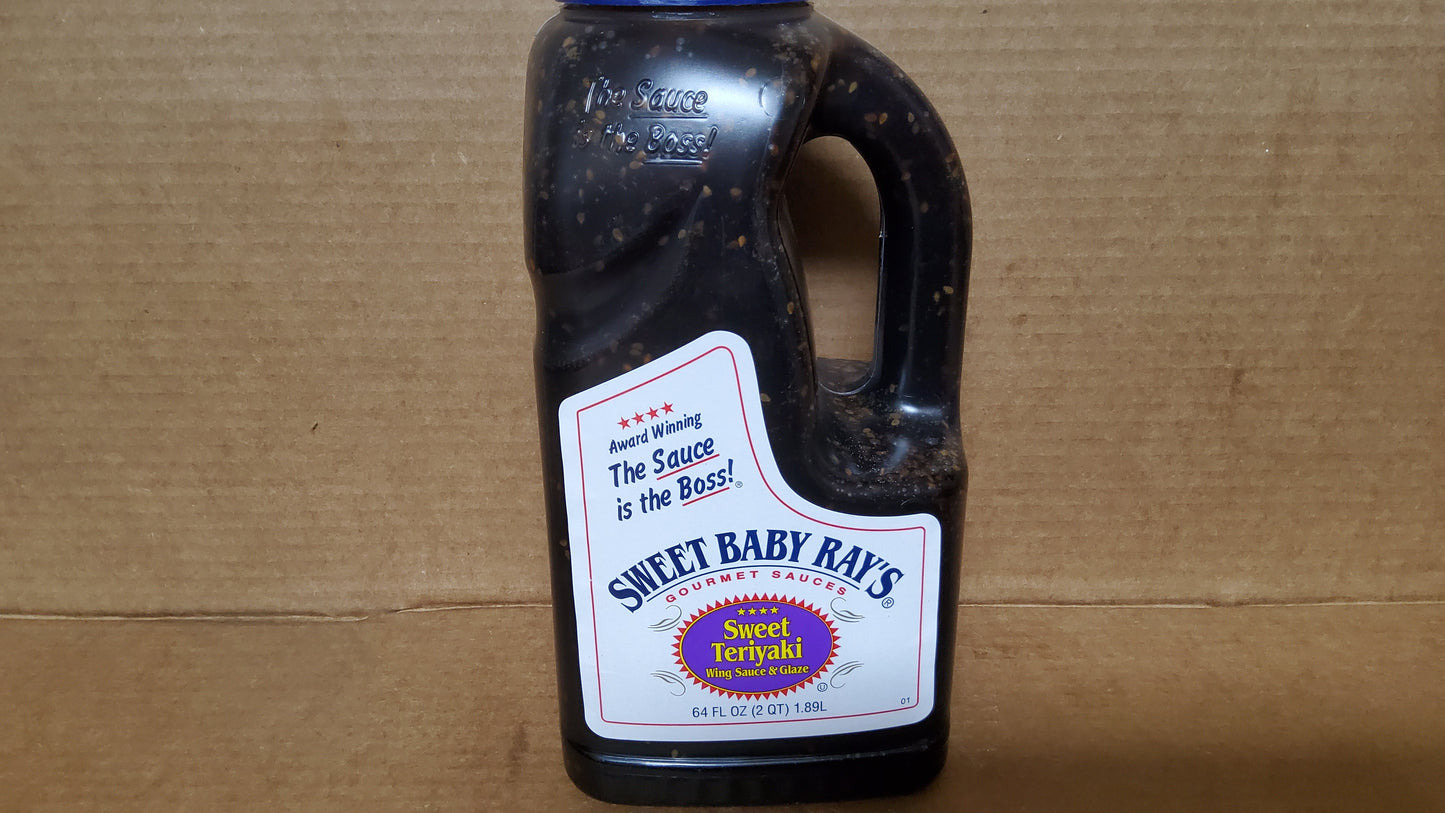 The Sauce
is the Boss!
★★★★
Award Winning
The Sauce
is the Boss!®
SWEET BABY RAY'S®
GOURMET SAUCES
★★★★
Sweet
Teriyaki
Wing Sauce & Glaze
U
64 FL OZ (2 QT) 1.89L
01